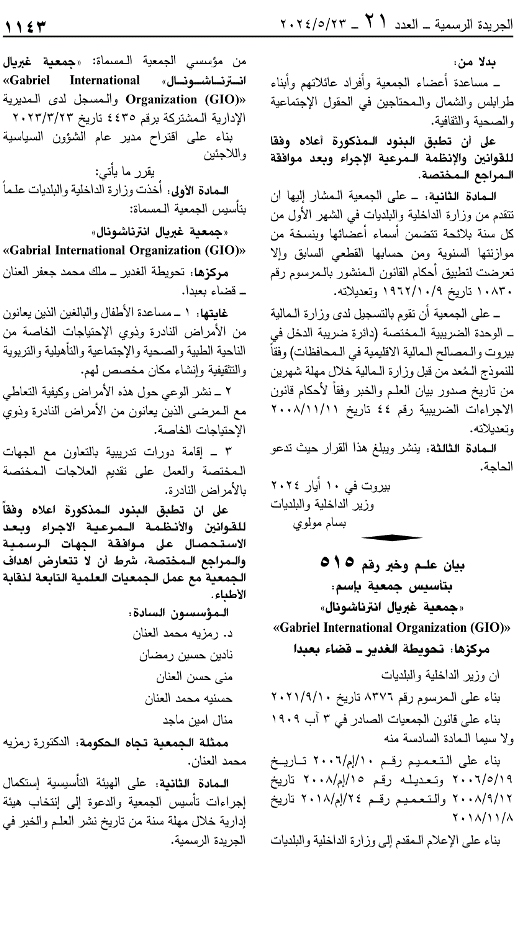 الجريدة الرسمية ـ العدد ٢١ ـ ٢٠٢٤/٥/٢٣
١١٤٣
بدلا من:
ـ مساعدة أعضاء الجمعية وأفراد عائلاتهم وأبناء
طرابلس والشمال والمحتاجين في الحقول الإجتماعية
والصحية والثقافية.
على أن تطبق البنود المذكورة أعلاه وفقا
للقوانين والإنظمة المرعية الإجراء وبعد موافقة
المراجع المختصة.
المادة الثانية: ـ على الجمعية المشار إليها ان
تتقدم من وزارة الداخلية والبلديات في الشهر الأول من
كل سنة بلائحة تتضمن أسماء أعضائها وبنسخة من
موازنتها السنوية ومن حسابها القطعي السابق وإلا
تعرضت لتطبيق أحكام القانون المنشور بالمرسوم رقم
١٠٨٣٠ تاريخ ١٩٦٢/١٠/٩ وتعديلاته.
ـ على الجمعية أن تقوم بالتسجيل لدى وزارة المالية
ـ الوحدة الضريبية المختصة (دائرة ضريبة الدخل في
بيروت والمصالح المالية الاقليمية في المحافظات) وفقاً
للنموذج المُعد من قبل وزارة المالية خلال مهلة شهرين
من تاريخ صدور بيان العلم والخبر وفقاً لأحكام قانون
الاجراءات الضريبية رقم ٤٤ تاريخ ٢٠٠٨/١١/١١
وتعديلاته.
المادة الثالثة: ينشر ويبلغ هذا القرار حيث تدعو
الحاجة.
بيروت في ١٠ أيار ٢٠٢٤
وزير الداخلية والبلديات
بسام مولوي
بيان علم وخبر رقم ٥١٥
بتأسيس جمعية بإسم:
«جمعية غبريال انترناشونال»
«Gabriel International Organization (GIO)»
مركزها: تحويطة الغدير ـ قضاء بعبدا
ان وزير الداخلية والبلديات
بناء على المرسوم رقم ٨٣٧٦ تاريخ ٢٠٢١/٩/١٠
بناء على قانون الجمعيات الصادر في ٣ آب ١٩٠٩
ولا سيما المادة السادسة منه
بناء على التعميم رقم ١٠/إم/٢٠٠٦ تاريخ
٢٠٠٦/٥/١٩ وتعديله رقم ١٥/إم/٢٠٠٨ تاريخ
٢٠٠٨/٩/١٢ والتعميم رقم ٢٤/إم/٢٠١٨ تاريخ
٢٠١٨/١١/٨
بناء على الإعلام المقدم إلى وزارة الداخلية والبلديات
من مؤسسي الجمعية المسماة: «جمعية غبريال
انترناشونال» «Gabriel International
Organization (GIO)» والمسجل لدى المديرية
الإدارية المشتركة برقم ٤٤٣٥ تاريخ ٢٠٢٣/٣/٢٣
بناء على اقتراح مدير عام الشؤون السياسية
واللاجئين
يقرر ما يأتي:
المادة الأولى: أخذت وزارة الداخلية والبلديات علماً
بتأسيس الجمعية المسماة:
«جمعية غبريال انترناشونال»
«Gabrial International Organization (GIO)»
مركزها: تحويطة الغدير ـ ملك محمد جعفر العنان
ـ قضاء بعبدا.
غايتها: ١ ـ مساعدة الأطفال والبالغين الذين يعانون
من الأمراض النادرة وذوي الإحتياجات الخاصة من
الناحية الطبية والصحية والإجتماعية والتأهيلية والتربوية
والتثقيفية وإنشاء مكان مخصص لهم.
٢ ـ نشر الوعي حول هذه الأمراض وكيفية التعاطي
مع المرضى الذين يعانون من الأمراض النادرة وذوي
الإحتياجات الخاصة.
٣ ـ إقامة دورات تدريبية بالتعاون مع الجهات
المختصة والعمل على تقديم العلاجات المختصة
بالأمراض النادرة.
على ان تطبق البنود المذكورة اعلاه وفقاً
للقوانين والأنظمة المرعية الاجراء وبعد
الاستحصال على موافقة الجهات الرسمية
والمراجع المختصة، شرط أن لا تتعارض اهداف
الجمعية مع عمل الجمعيات العلمية التابعة لنقابة
الأطباء.
المؤسسون السادة:
د. رمزيه محمد العنان
نادين حسين رمضان
منى حسن العنان
حسنيه محمد العنان
منال امين ماجد
ممثلة الجمعية تجاه الحكومة: الدكتورة رمزيه
محمد العنان.
المادة الثانية: على الهيئة التأسيسية إستكمال
إجراءات تأسيس الجمعية والدعوة إلى إنتخاب هيئة
إدارية خلال مهلة سنة من تاريخ نشر العلم والخبر في
الجريدة الرسمية.